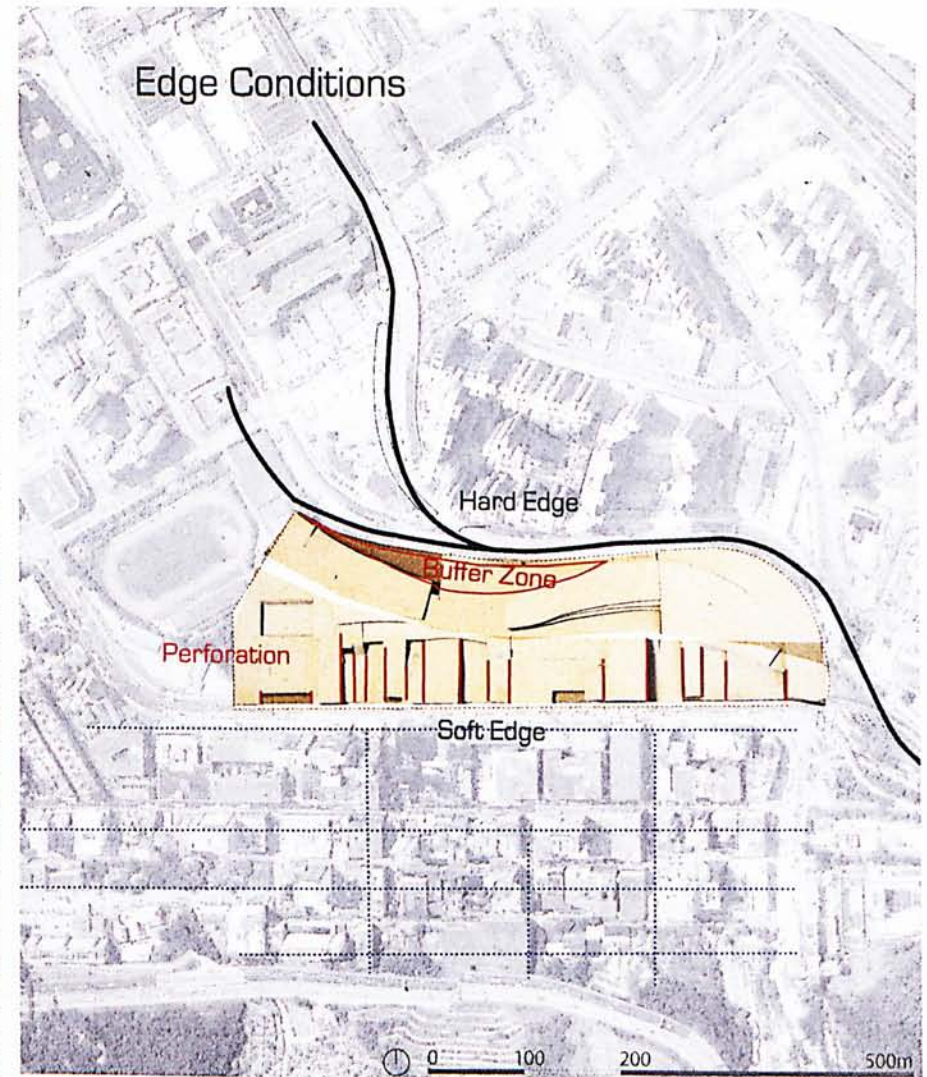 Edge Conditions
Hard Edge
Buffer Zone
Perforation
Soft Edge
0 100 200 500m